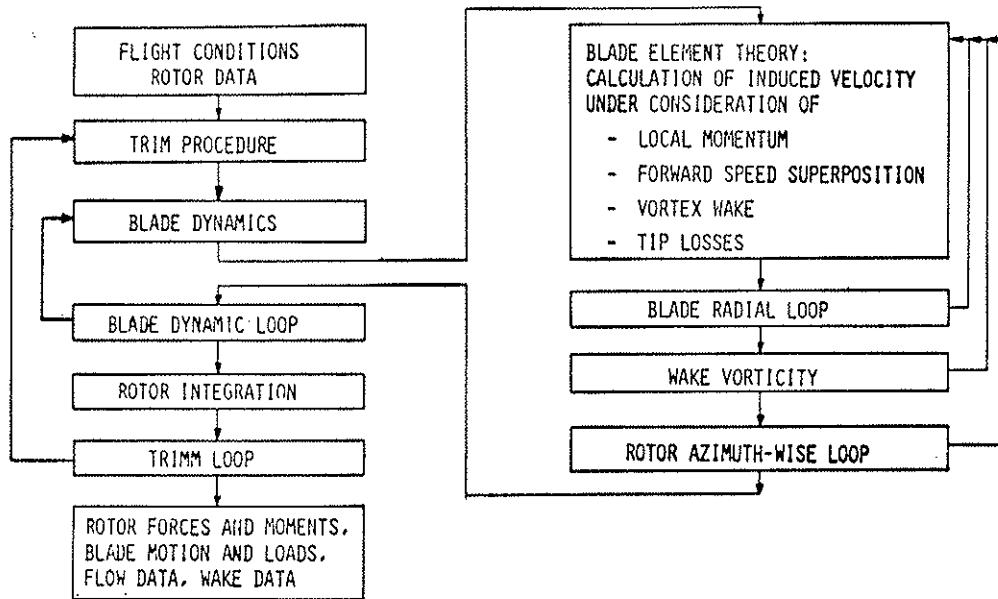 FLIGHT CONDITIONS
ROTOR DATA
TRIM PROCEDURE
BLADE DYNAMICS
BLADE DYNAMIC LOOP
ROTOR INTEGRATION
TRIMM LOOP
ROTOR FORCES AND MOMENTS,
BLADE MOTION AND LOADS,
FLOW DATA, WAKE DATA
BLADE ELEMENT THEORY:
CALCULATION OF INDUCED VELOCITY
UNDER CONSIDERATION OF
- LOCAL MOMENTUM
- FORWARD SPEED SUPERPOSITION
- VORTEX WAKE
- TIP LOSSES
BLADE RADIAL LOOP
WAKE VORTICITY
ROTOR AZIMUTH-WISE LOOP